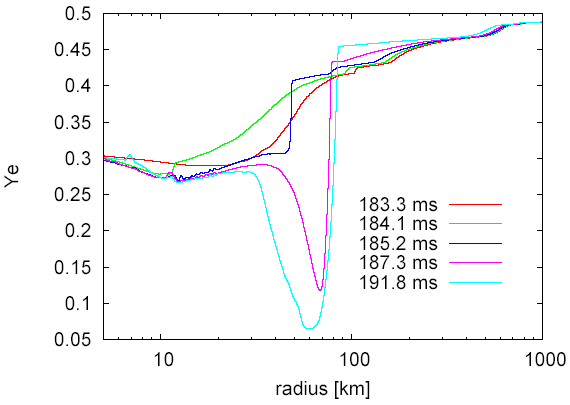 0.5
0.45
0.4
0.35
0.3
0.25
0.2
0.15
0.1
0.05
Ye
183.3 ms
184.1 ms
185.2 ms
187.3 ms
191.8 ms
10 100 1000
radius [km]